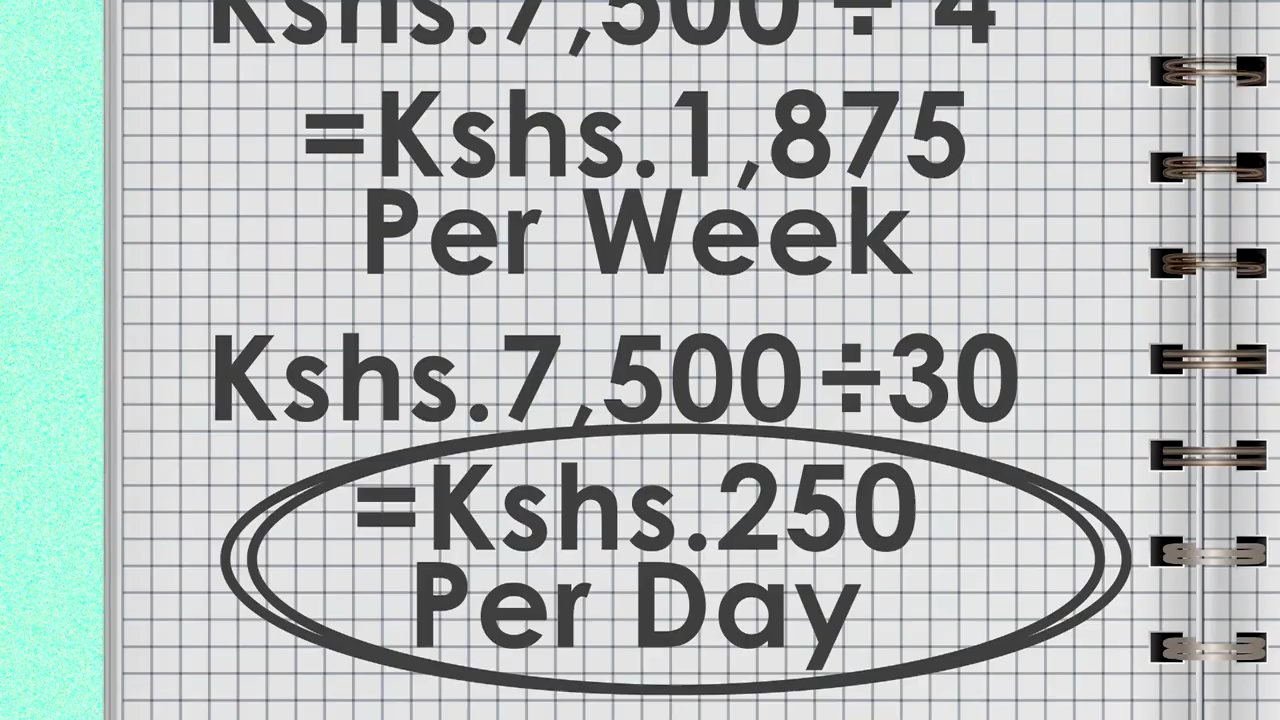 Kshs.7,500 ÷ 4
=Kshs.1,875
Per Week
Kshs.7,500÷30
=Kshs.250
Per Day